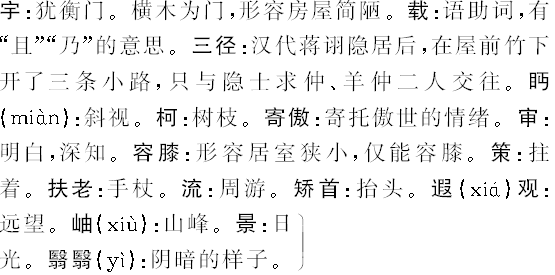 宇:犹衡门。横木为门,形容房屋简陋。载:语助词,有
“且”“乃”的意思。三径:汉代蒋诩隐居后,在屋前竹下
开了三条小路,只与隐士求仲、羊仲二人交往。眄
(miàn):斜视。柯:树枝。寄傲:寄托傲世的情绪。审:
明白,深知。容膝:形容居室狭小,仅能容膝。策:拄
着。扶老:手杖。流:周游。矫首:抬头。遐(xiá)观:
远望。岫(xiù):山峰。景:日
光。翳翳(yì):阴暗的样子。